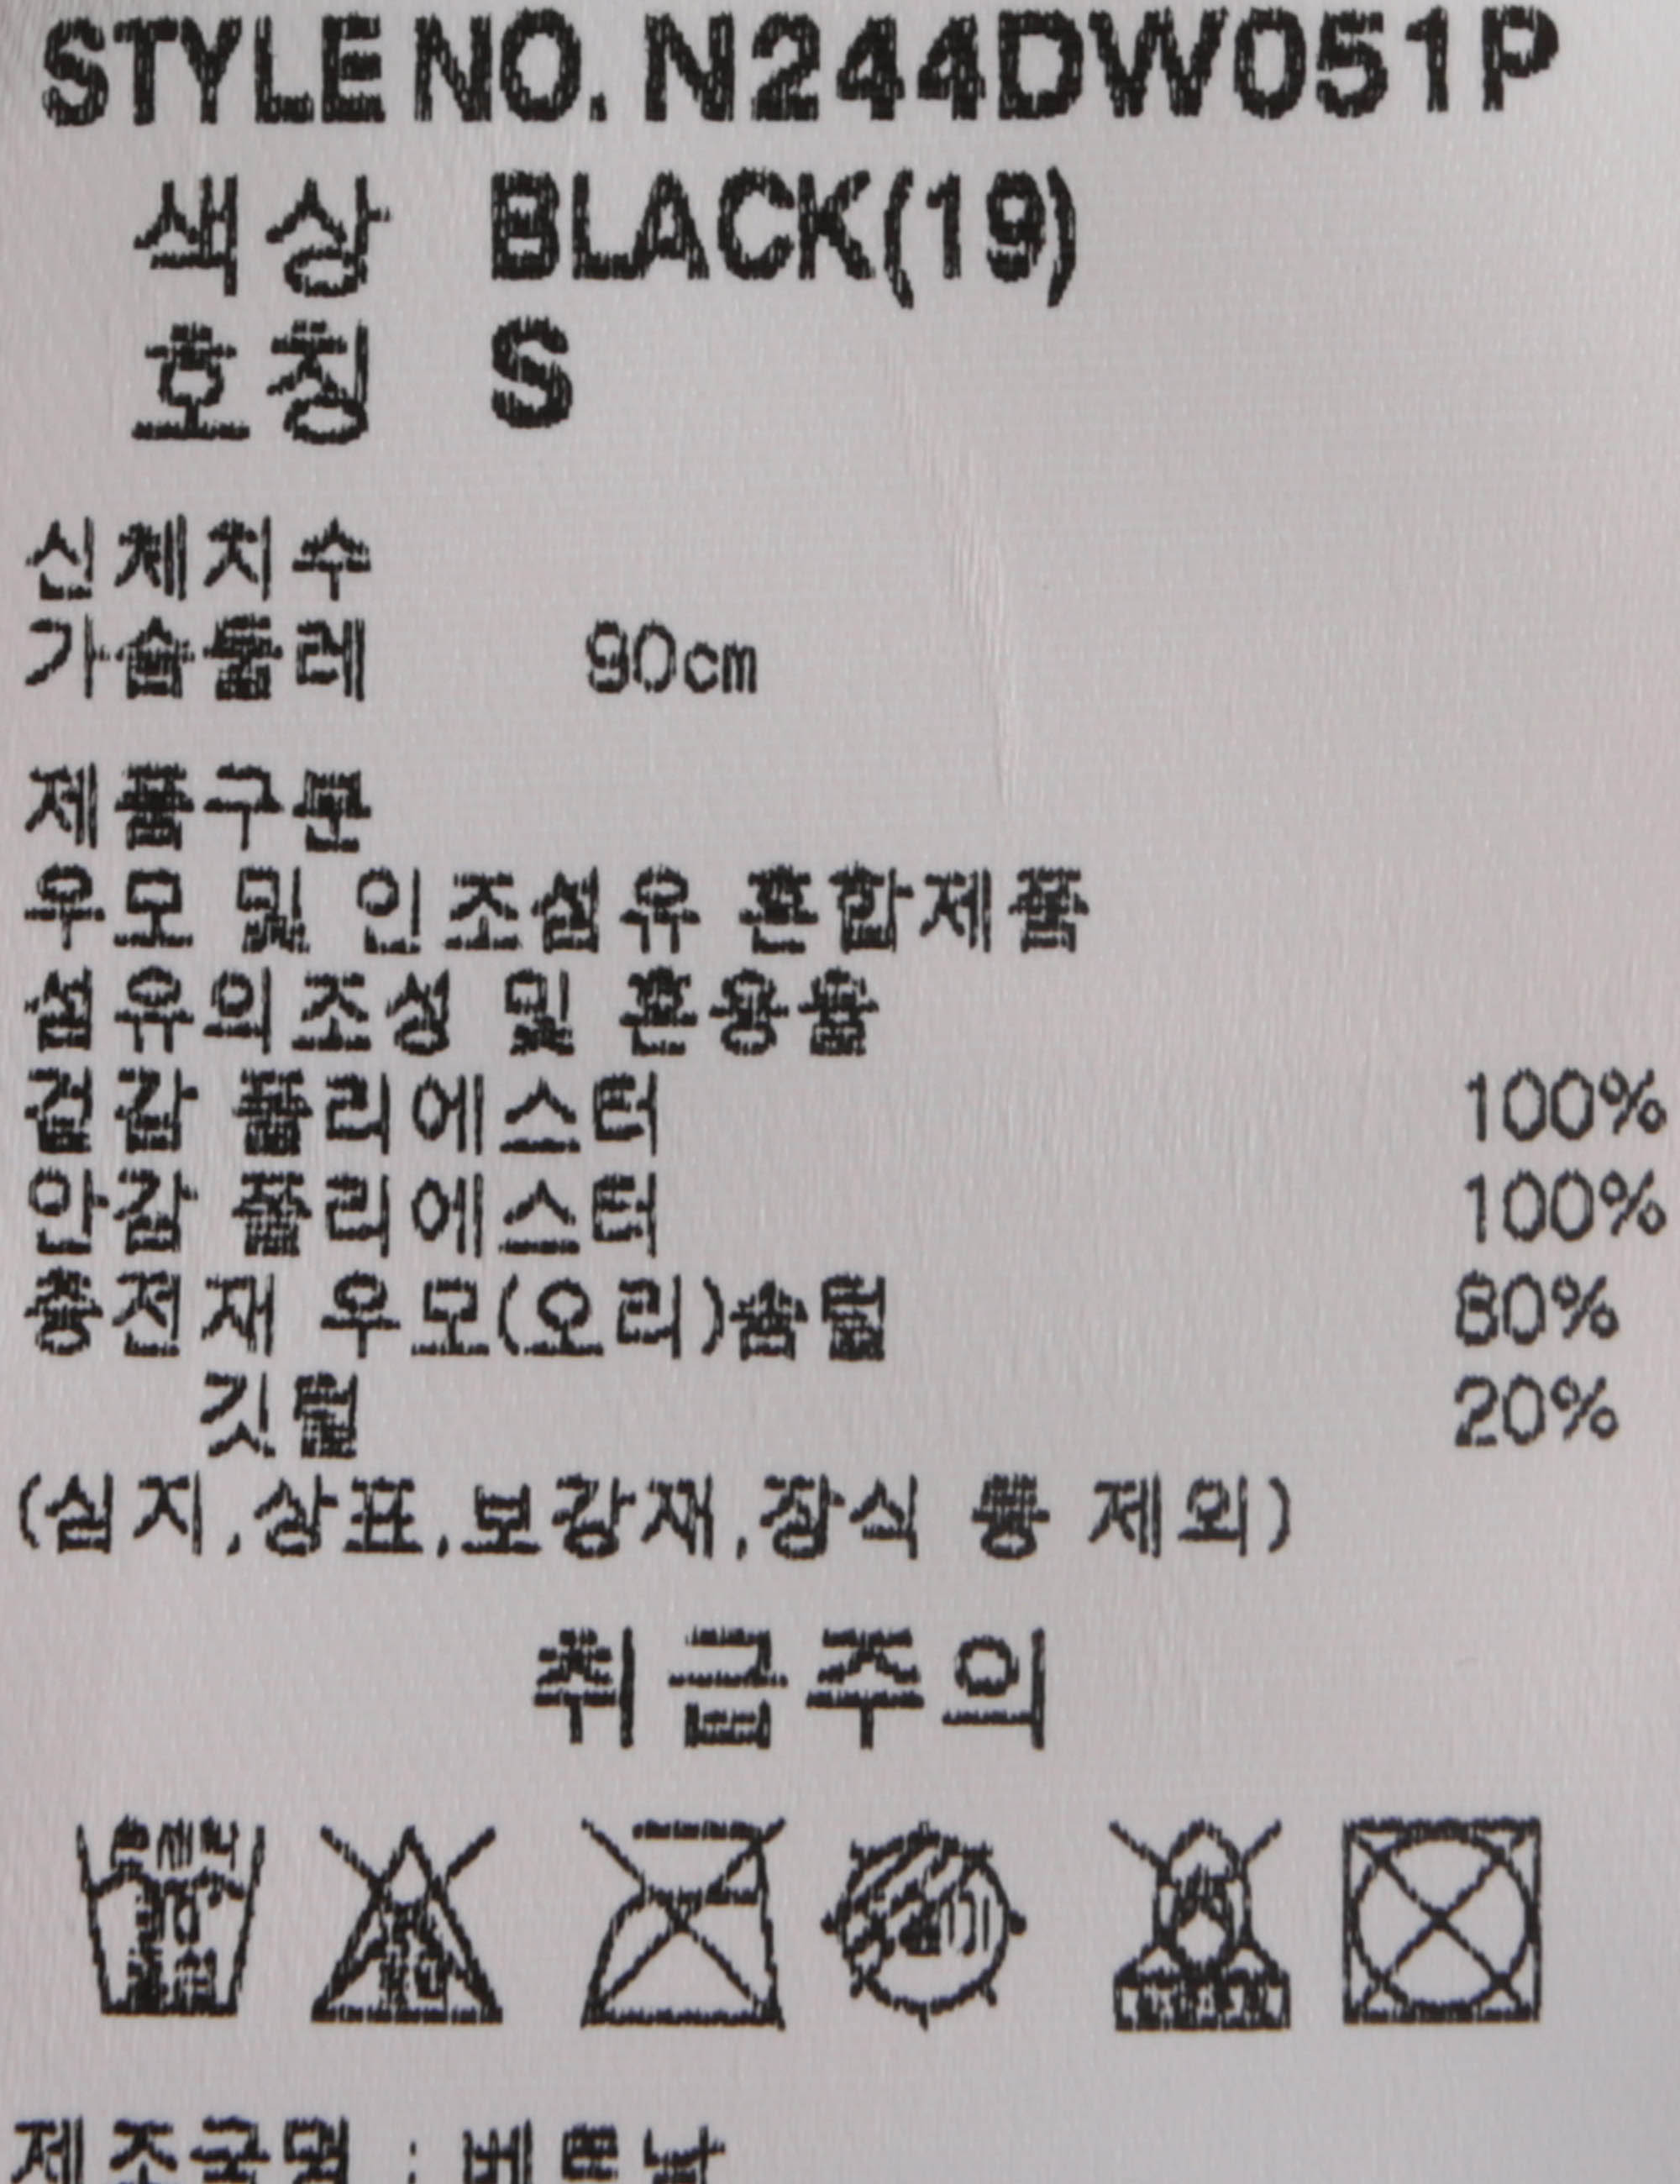 STYLE NO. N244DW051P
색상 BLACK(19)
호칭 S
신체치수
가슴둘레 90cm
제품구분
우모 및 인조섬유 혼합제품
섬유의조성 및 혼용율
겉감 폴리에스터 100%
안감 폴리에스터 100%
충전재 우모(오리)솜털 80%
깃털 20%
(심지,상표,보강재,장식 등 제외)
취급주의
제조국명 : 베트남